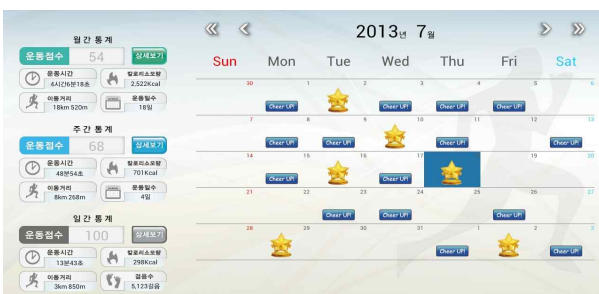 월간 통계
운동점수 54 상세보기
운동시간 4시간6분18초
칼로리소모량 2,522Kcal
이동거리 18km 520m
운동일수 18일
주간 통계
운동점수 68 상세보기
운동시간 48분54초
칼로리소모량 701Kcal
이동거리 8km 268m
운동일수 4일
일간 통계
운동점수 100 상세보기
운동시간 13분43초
칼로리소모량 298Kcal
이동거리 3km 850m
걸음수 5,123걸음
2013년 7월
Sun Mon Tue Wed Thu Fri Sat
30 1 2 3 4 5 6
Cheer UP! Cheer UP! Cheer UP! Cheer UP!
7 8 9 10 11 12 13
Cheer UP! Cheer UP! Cheer UP! Cheer UP! Cheer UP!
14 15 16 17 19 20
Cheer UP! Cheer UP! Cheer UP!
21 22 23 24 25 26 27
Cheer UP! Cheer UP! Cheer UP!
28 29 30 31 1 2 3
Cheer UP! Cheer UP!